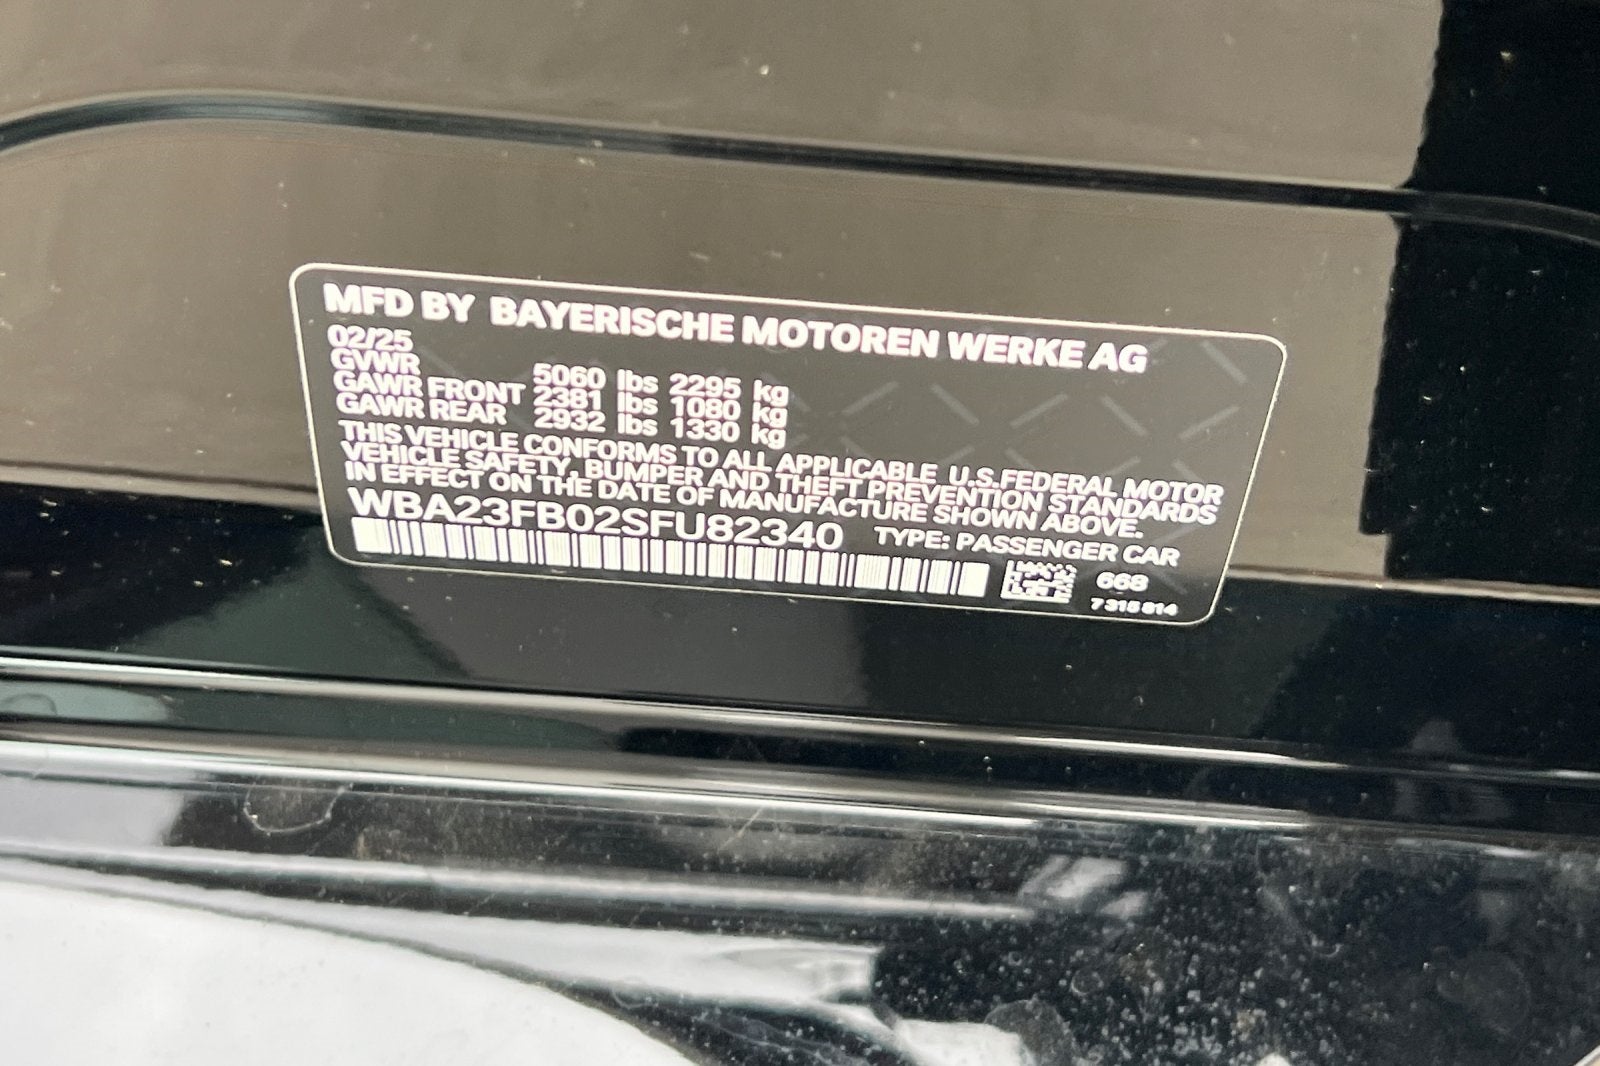 MFD BY BAYERISCHE MOTOREN WERKE AG
02/25
GVWR 5060 lbs 2295 kg
GAWR FRONT 2381 lbs 1080 kg
GAWR REAR 2932 lbs 1330 kg
THIS VEHICLE CONFORMS TO ALL APPLICABLE U.S.FEDERAL MOTOR
VEHICLE SAFETY, BUMPER AND THEFT PREVENTION STANDARDS
IN EFFECT ON THE DATE OF MANUFACTURE SHOWN ABOVE.
WBA23FB02SFU82340 TYPE: PASSENGER CAR
668
7 315 814